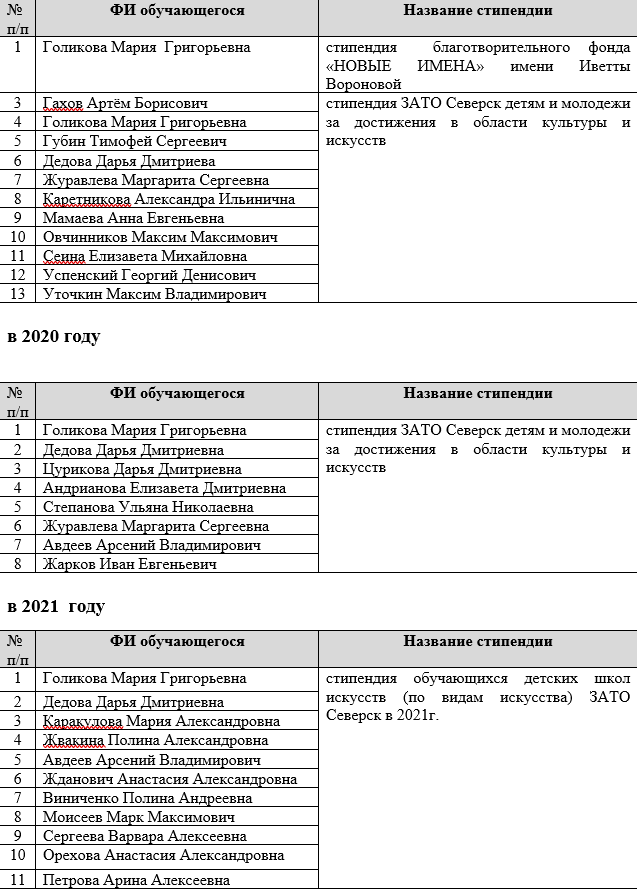 № ФИ обучающегося Название стипендии
п/п
1 Голикова Мария Григорьевна стипендия благотворительного фонда
«НОВЫЕ ИМЕНА» имени Иветты
Вороновой
3 Гахов Артём Борисович стипендия ЗАТО Северск детям и молодежи
4 Голикова Мария Григорьевна за достижения в области культуры и
5 Губин Тимофей Сергеевич искусств
6 Дедова Дарья Дмитриева
7 Журавлева Маргарита Сергеевна
8 Каретникова Александра Ильинична
9 Мамаева Анна Евгеньевна
10 Овчинников Максим Максимович
11 Сеина Елизавета Михайловна
12 Успенский Георгий Денисович
13 Уточкин Максим Владимирович
в 2020 году
№ ФИ обучающегося Название стипендии
п/п
1 Голикова Мария Григорьевна стипендия ЗАТО Северск детям и молодежи
2 Дедова Дарья Дмитриевна за достижения в области культуры и
3 Цурикова Дарья Дмитриевна искусств
4 Андрианова Елизавета Дмитриевна
5 Степанова Ульяна Николаевна
6 Журавлева Маргарита Сергеевна
7 Авдеев Арсений Владимирович
8 Жарков Иван Евгеньевич
в 2021 году
№ ФИ обучающегося Название стипендии
п/п
1 Голикова Мария Григорьевна стипендия обучающихся детских школ
2 Дедова Дарья Дмитриевна искусств (по видам искусства) ЗАТО
3 Каракулова Мария Александровна Северск в 2021г.
4 Жвакина Полина Александровна
5 Авдеев Арсений Владимирович
6 Жданович Анастасия Александровна
7 Виниченко Полина Андреевна
8 Моисеев Марк Максимович
9 Сергеева Варвара Алексеевна
10 Орехова Анастасия Александровна
11 Петрова Арина Алексеевна